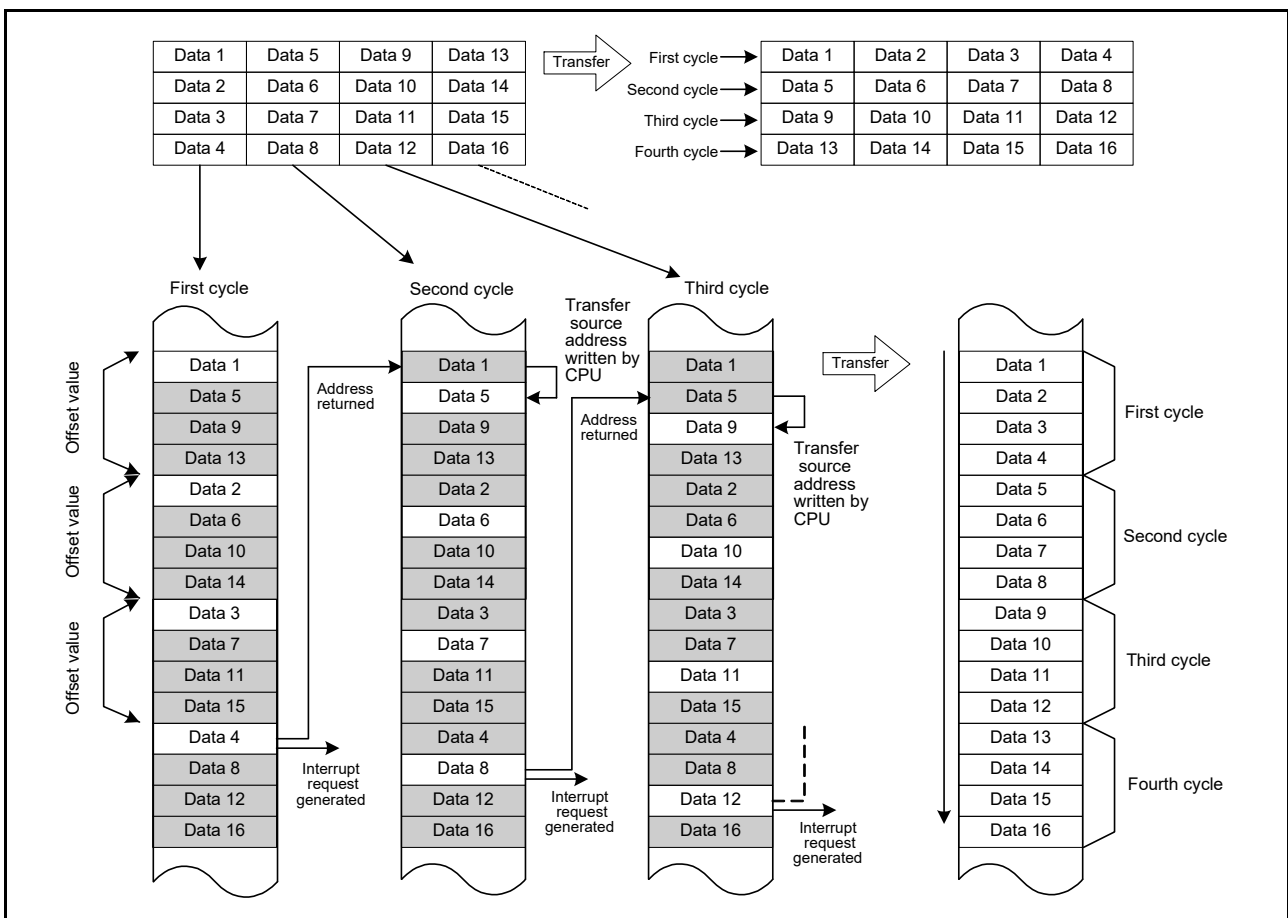 Data 1 Data 5 Data 9 Data 13
Data 2 Data 6 Data 10 Data 14
Data 3 Data 7 Data 11 Data 15
Data 4 Data 8 Data 12 Data 16
Transfer
First cycle Data 1 Data 2 Data 3 Data 4
Second cycle Data 5 Data 6 Data 7 Data 8
Third cycle Data 9 Data 10 Data 11 Data 12
Fourth cycle Data 13 Data 14 Data 15 Data 16
First cycle
Offset value
Offset value
Offset value
Data 1
Data 5
Data 9
Data 13
Data 2
Data 6
Data 10
Data 14
Data 3
Data 7
Data 11
Data 15
Data 4
Data 8
Data 12
Data 16
Address
returned
Interrupt
request
generated
Second cycle
Data 1
Data 5
Data 9
Data 13
Data 2
Data 6
Data 10
Data 14
Data 3
Data 7
Data 11
Data 15
Data 4
Data 8
Data 12
Data 16
Transfer
source
address
written by
CPU
Address
returned
Interrupt
request
generated
Third cycle
Data 1
Data 5
Data 9
Data 13
Data 2
Data 6
Data 10
Data 14
Data 3
Data 7
Data 11
Data 15
Data 4
Data 8
Data 12
Data 16
Transfer
source
address
written by
CPU
Interrupt
request
generated
Transfer
Data 1
Data 2
Data 3
Data 4
Data 5
Data 6
Data 7
Data 8
Data 9
Data 10
Data 11
Data 12
Data 13
Data 14
Data 15
Data 16
First cycle
Second cycle
Third cycle
Fourth cycle